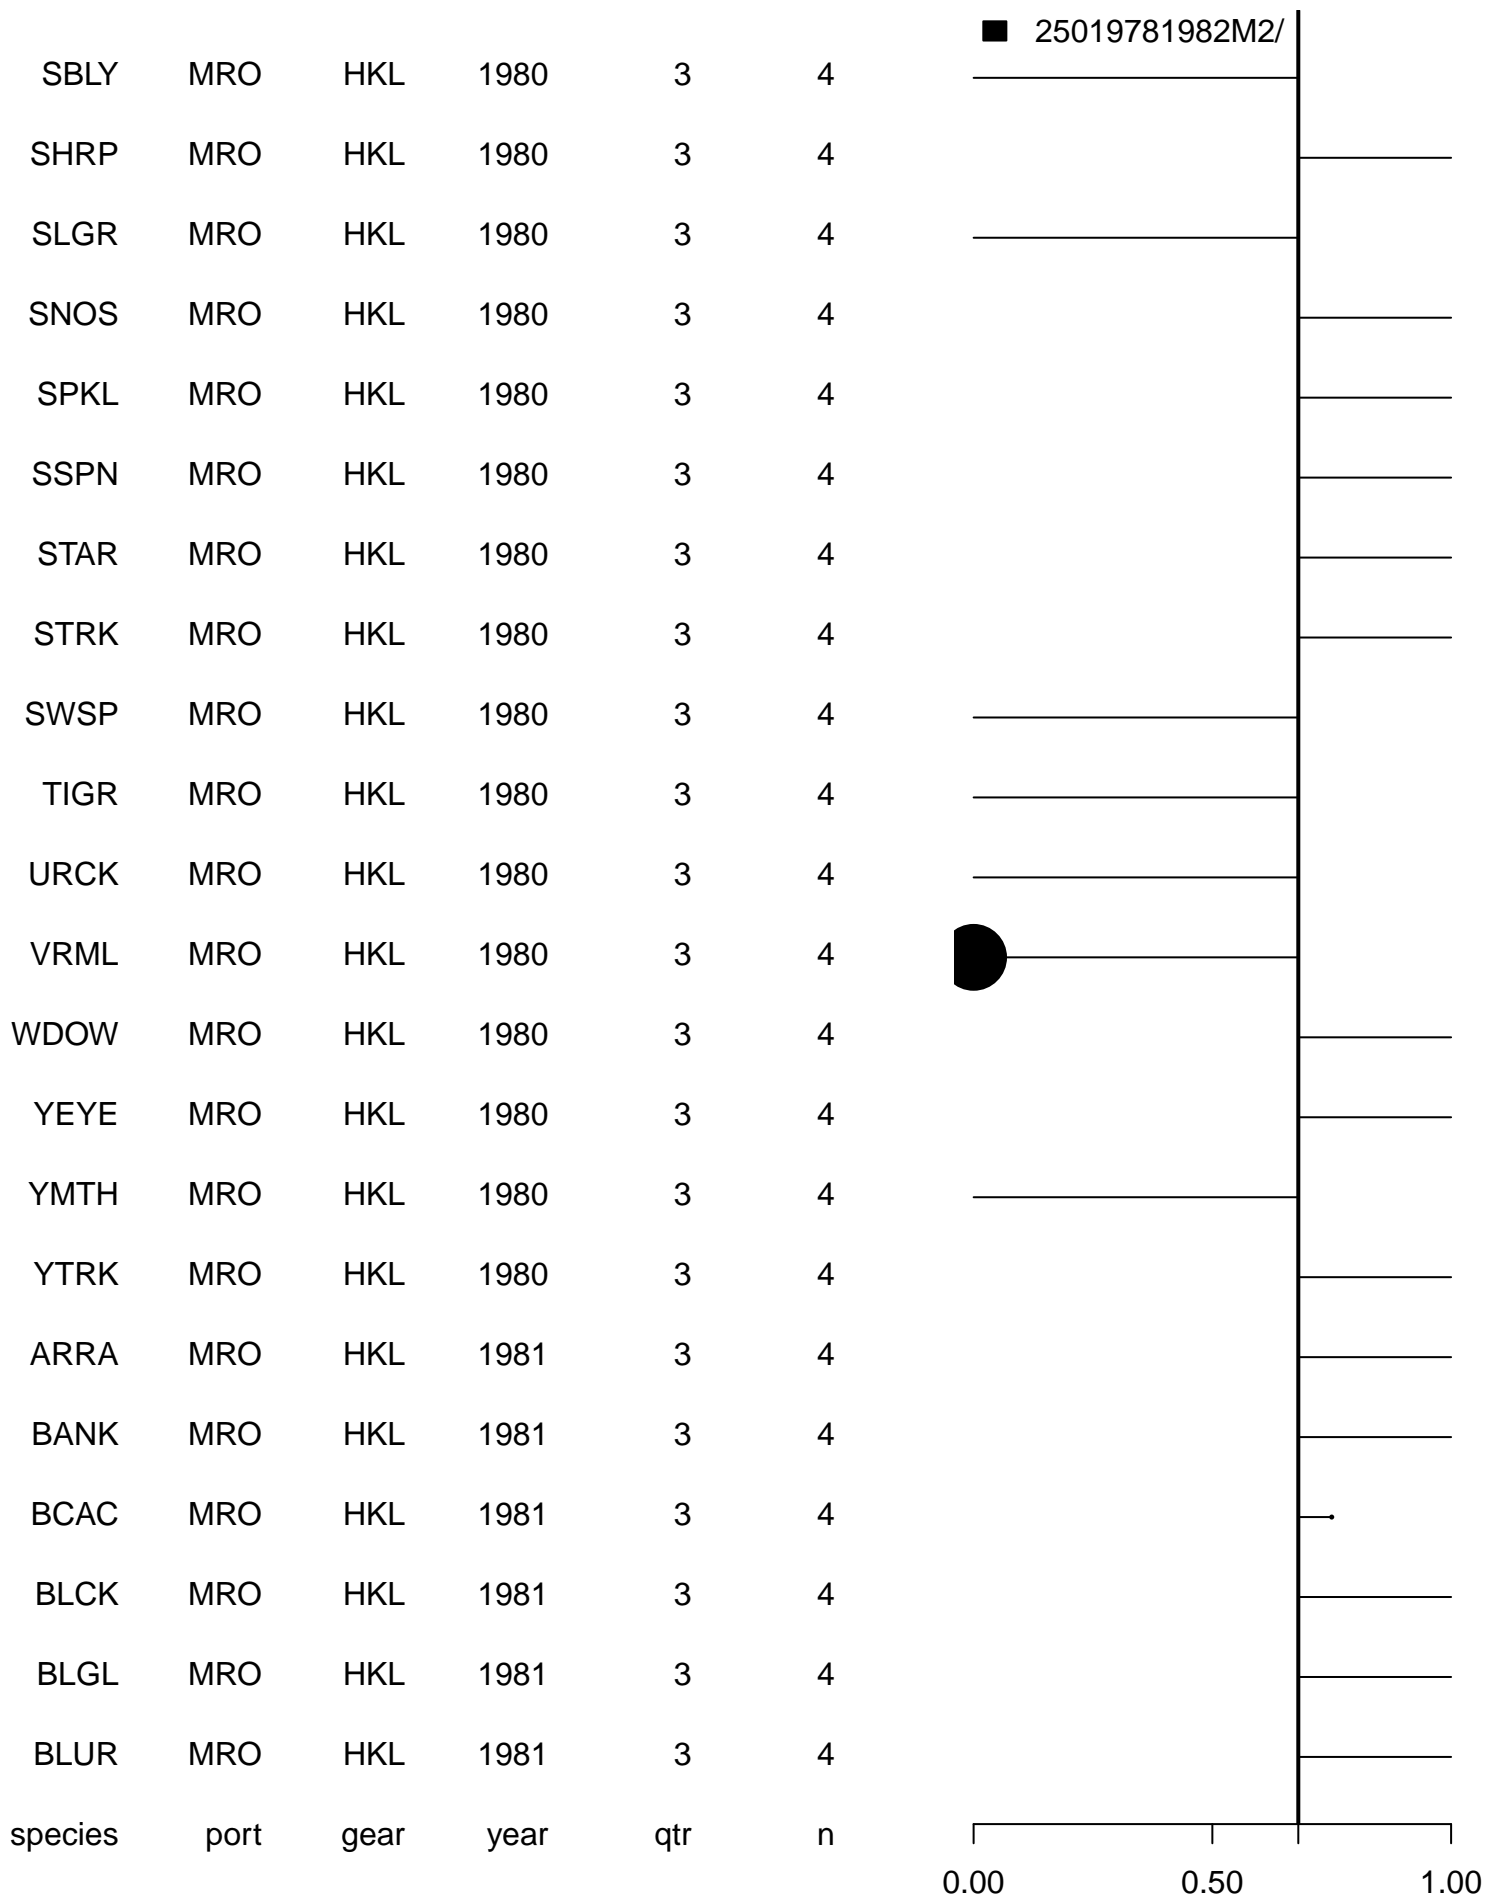 25019781982M2/
SBLY MRO HKL 1980 3 4
SHRP MRO HKL 1980 3 4
SLGR MRO HKL 1980 3 4
SNOS MRO HKL 1980 3 4
SPKL MRO HKL 1980 3 4
SSPN MRO HKL 1980 3 4
STAR MRO HKL 1980 3 4
STRK MRO HKL 1980 3 4
SWSP MRO HKL 1980 3 4
TIGR MRO HKL 1980 3 4
URCK MRO HKL 1980 3 4
VRML MRO HKL 1980 3 4
WDOW MRO HKL 1980 3 4
YEYE MRO HKL 1980 3 4
YMTH MRO HKL 1980 3 4
YTRK MRO HKL 1980 3 4
ARRA MRO HKL 1981 3 4
BANK MRO HKL 1981 3 4
BCAC MRO HKL 1981 3 4
BLCK MRO HKL 1981 3 4
BLGL MRO HKL 1981 3 4
BLUR MRO HKL 1981 3 4
species port gear year qtr n
0.00 0.50 1.00